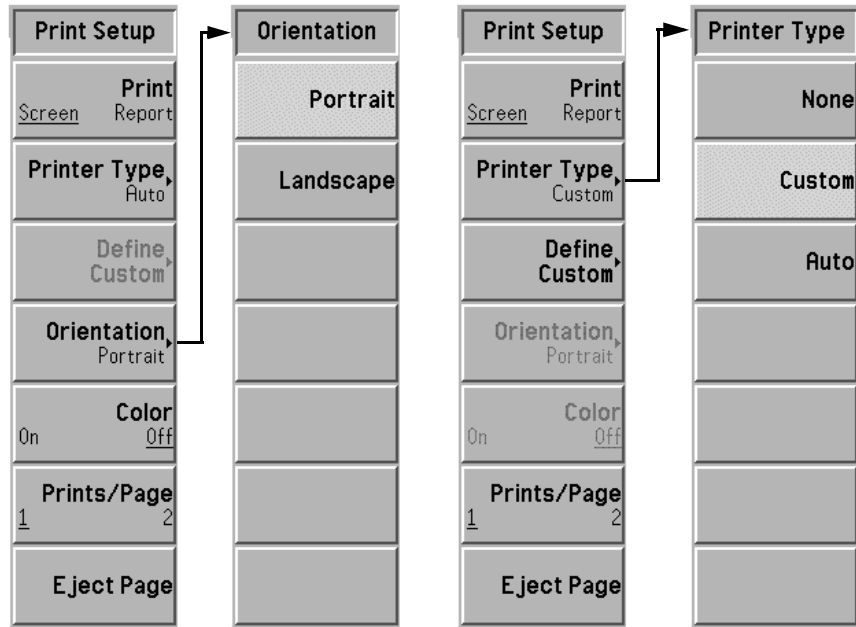 Print Setup
Print
Screen Report
Printer Type
Auto
Define
Custom
Orientation
Portrait
Color
On Off
Prints/Page
1 2
Eject Page
Orientation
Portrait
Landscape
Print Setup
Print
Screen Report
Printer Type
Custom
Define
Custom
Orientation
Portrait
Color
On Off
Prints/Page
1 2
Eject Page
Printer Type
None
Custom
Auto